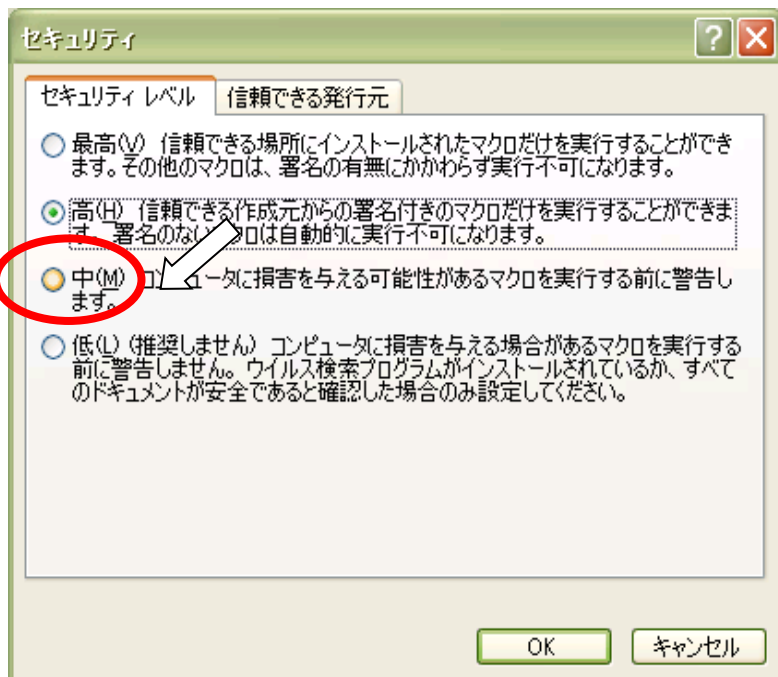 セキュリティ
?
セキュリティ レベル
信頼できる発行元
最高(V) 信頼できる場所にインストールされたマクロだけを実行することができ
ます。その他のマクロは、署名の有無にかかわらず実行不可になります。
高(H) 信頼できる作成元からの署名付きのマクロだけを実行することができま
す。署名のない クロは自動的に実行不可になります。
中(M) コン ュータに損害を与える可能性があるマクロを実行する前に警告し
ます。
低(L) (推奨しません) コンピュータに損害を与える場合があるマクロを実行する
前に警告しません。ウイルス検索プログラムがインストールされているか、すべて
のドキュメントが安全であると確認した場合のみ設定してください。
OK
キャンセル